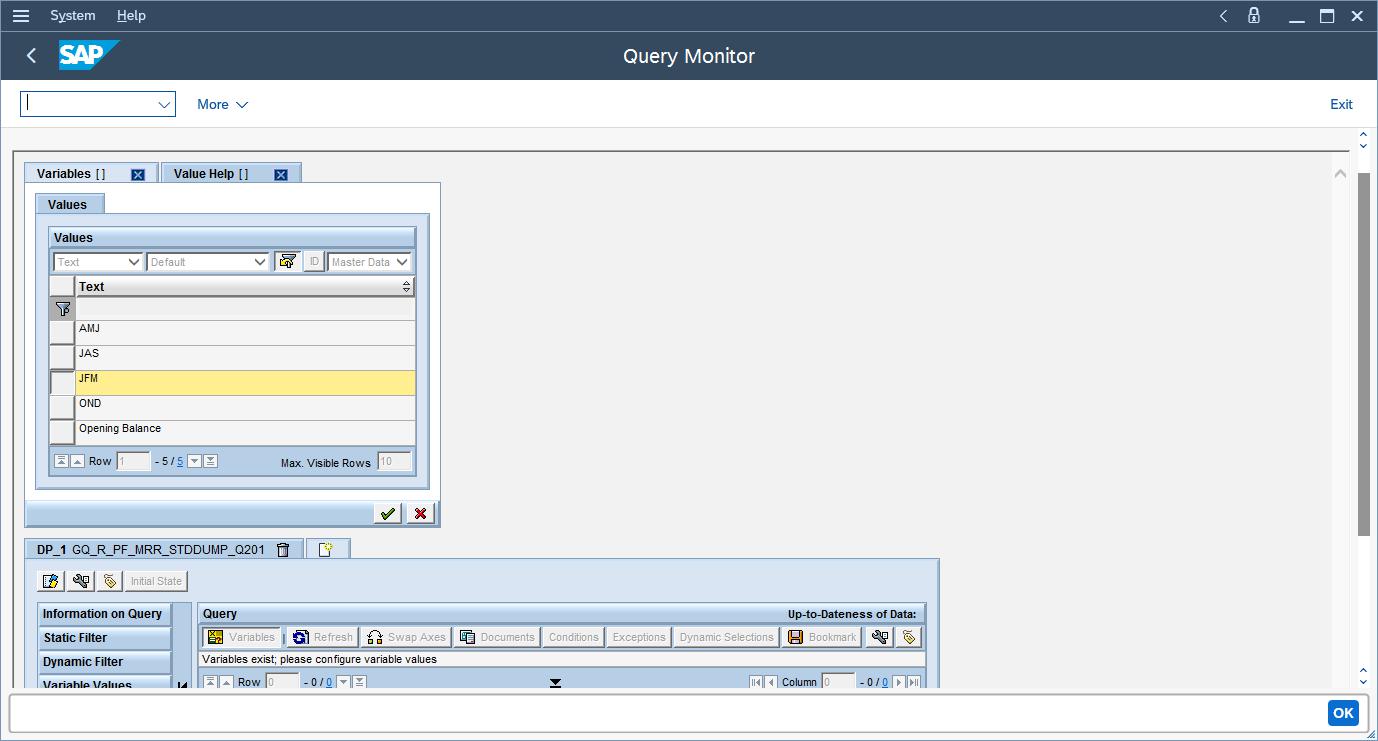 System Help
SAP Query Monitor
More Exit
Variables [ ] Value Help [ ]
Values
Values
Text Default ID Master Data
Text
AMJ
JAS
JFM
OND
Opening Balance
Row 1 - 5 / 5 Max. Visible Rows 10
DP_1 GQ_R_PF_MRR_STDDUMP_Q201
Initial State
Information on Query
Static Filter
Dynamic Filter
Variable Values
Query Up-to-Dateness of Data:
Variables Refresh Swap Axes Documents Conditions Exceptions Dynamic Selections Bookmark
Variables exist; please configure variable values
Row 0 - 0 / 0 Column 0 - 0 / 0
OK